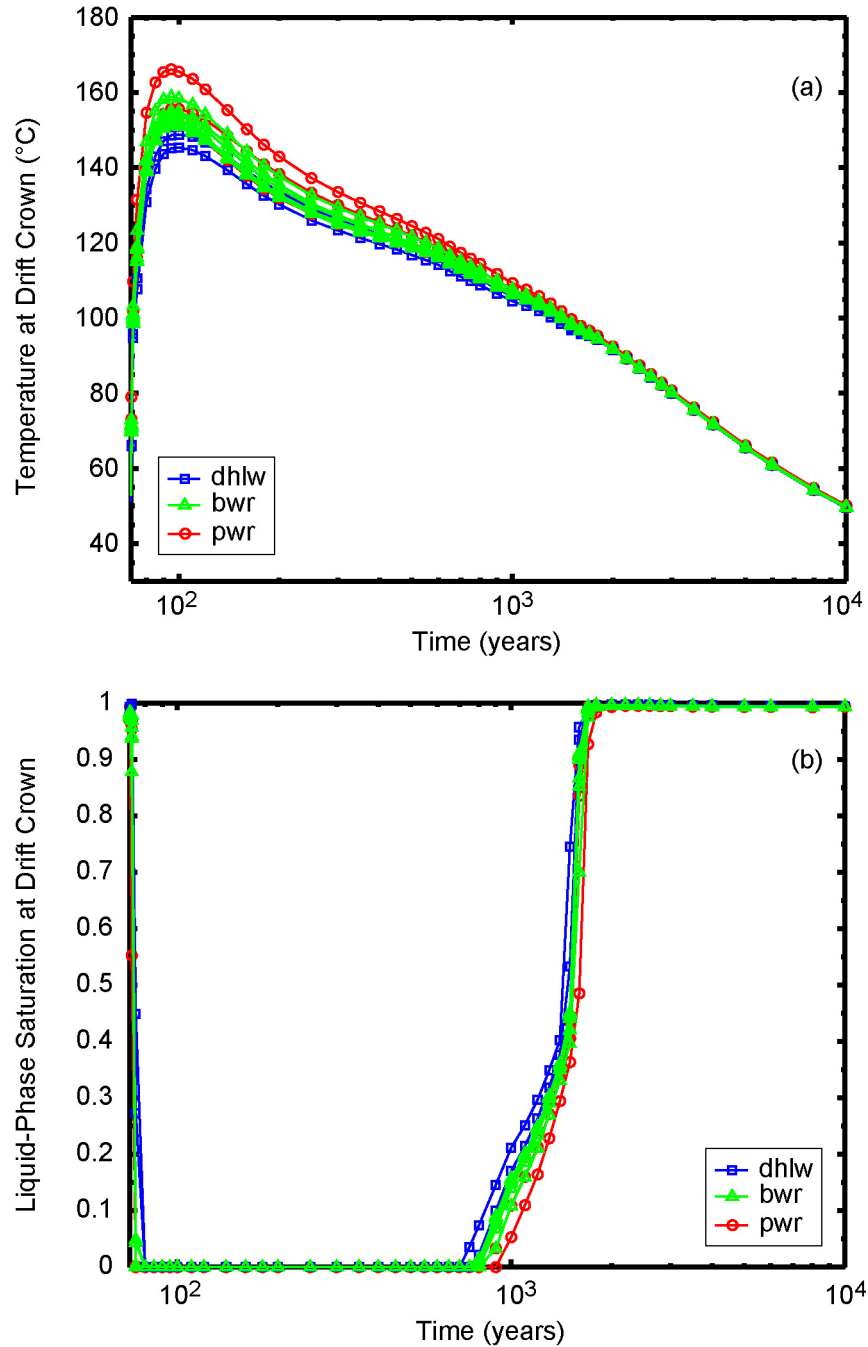 180
160
140
120
100
80
60
40
Temperature at Drift Crown (°C)
(a)
dhlw
bwr
pwr
10²
10³
10⁴
Time (years)
1
0.9
0.8
0.7
0.6
0.5
0.4
0.3
0.2
0.1
0
Liquid-Phase Saturation at Drift Crown
(b)
dhlw
bwr
pwr
10²
10³
10⁴
Time (years)